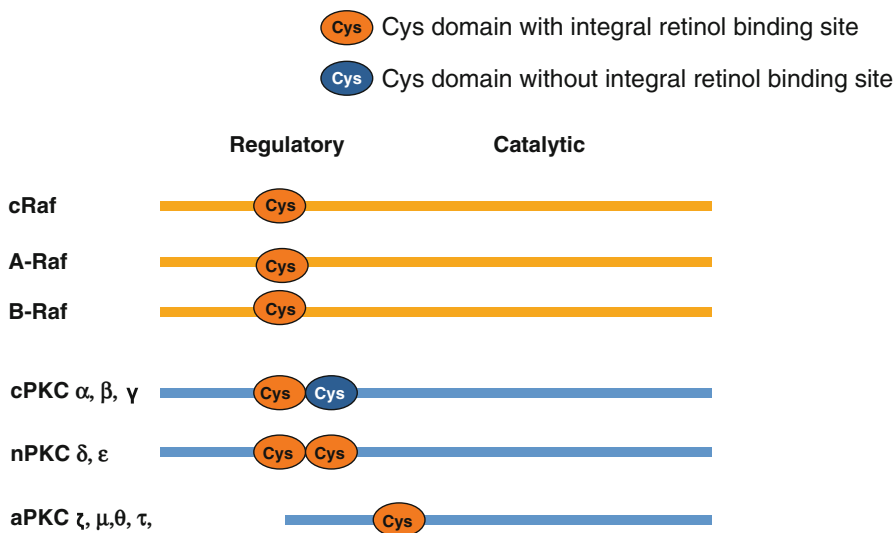 Cys Cys domain with integral retinol binding site
Cys Cys domain without integral retinol binding site
Regulatory Catalytic
cRaf Cys
A-Raf Cys
B-Raf Cys
cPKC α, β, γ Cys Cys
nPKC δ, ε Cys Cys
aPKC ζ, μ,θ, τ, Cys